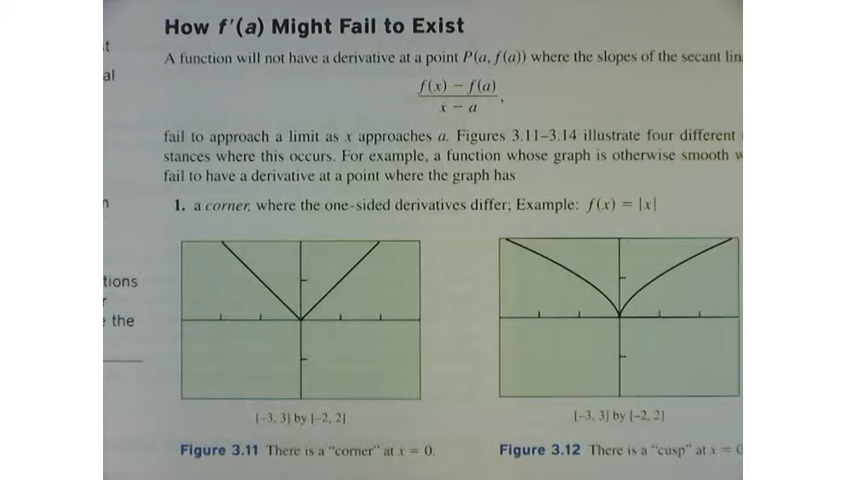 How f'(a) Might Fail to Exist
A function will not have a derivative at a point P(a, f(a)) where the slopes of the secant
f(x) − f(a)
x − a
,
fail to approach a limit as x approaches a. Figures 3.11–3.14 illustrate four different
stances where this occurs. For example, a function whose graph is otherwise smooth
fail to have a derivative at a point where the graph has
1. a corner, where the one-sided derivatives differ; Example: f(x) = |x|
tions
the
[−3, 3] by [−2, 2]
[−3, 3] by [−2, 2]
Figure 3.11 There is a “corner” at x = 0.
Figure 3.12 There is a “cusp” at x = 0